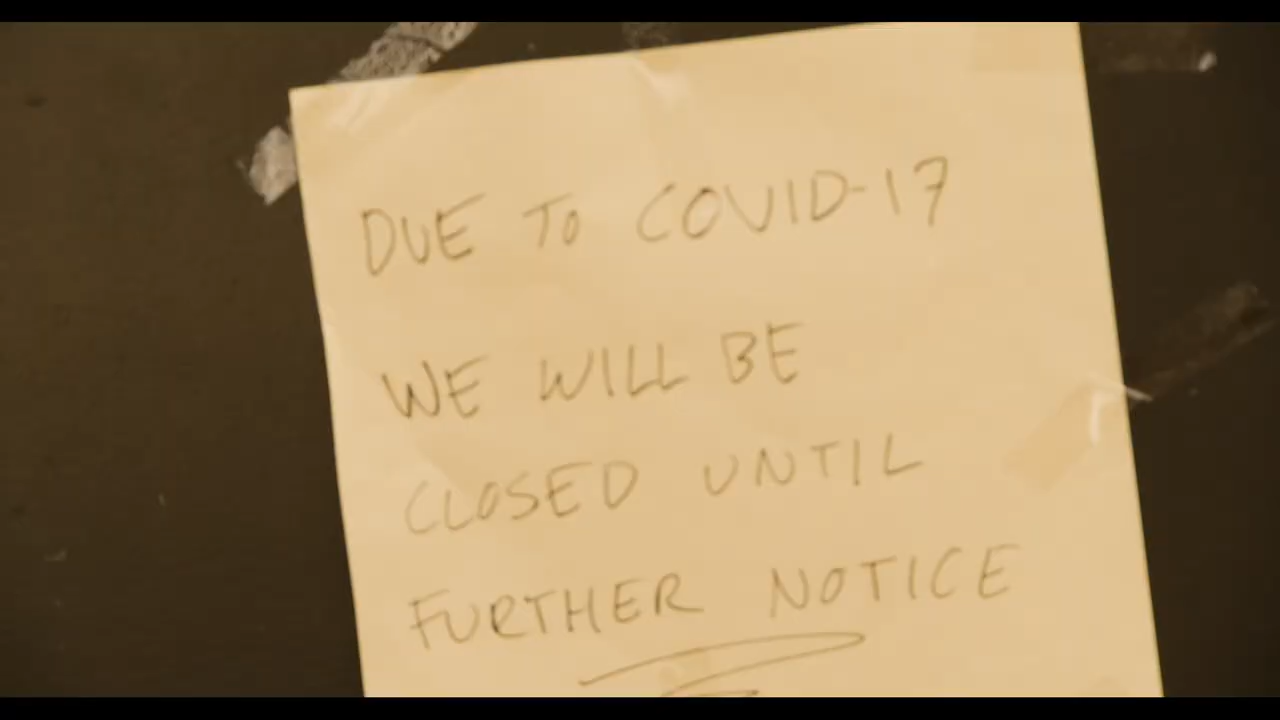 DUE TO COVID-17
WE WILL BE
CLOSED UNTIL
FURTHER NOTICE